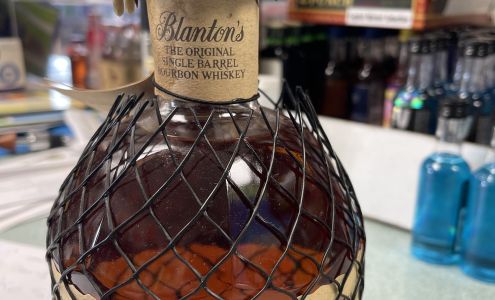 Blanton's
THE ORIGINAL
SINGLE BARREL
BOURBON WHISKEY